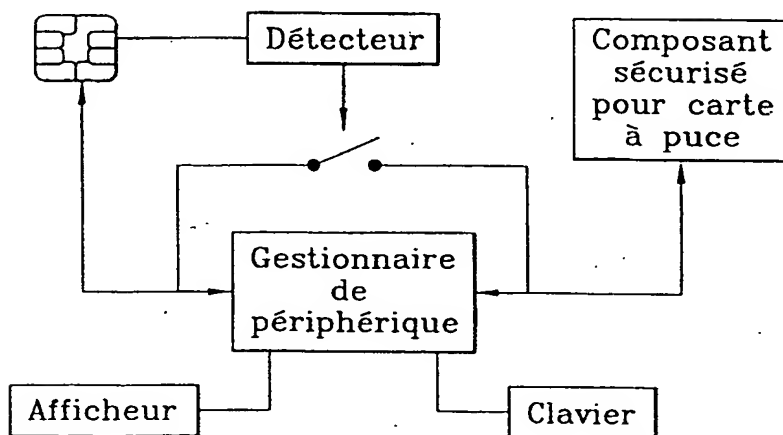 Détecteur
Composant
sécurisé
pour carte
à puce
Gestionnaire
de
périphérique
Afficheur
Clavier